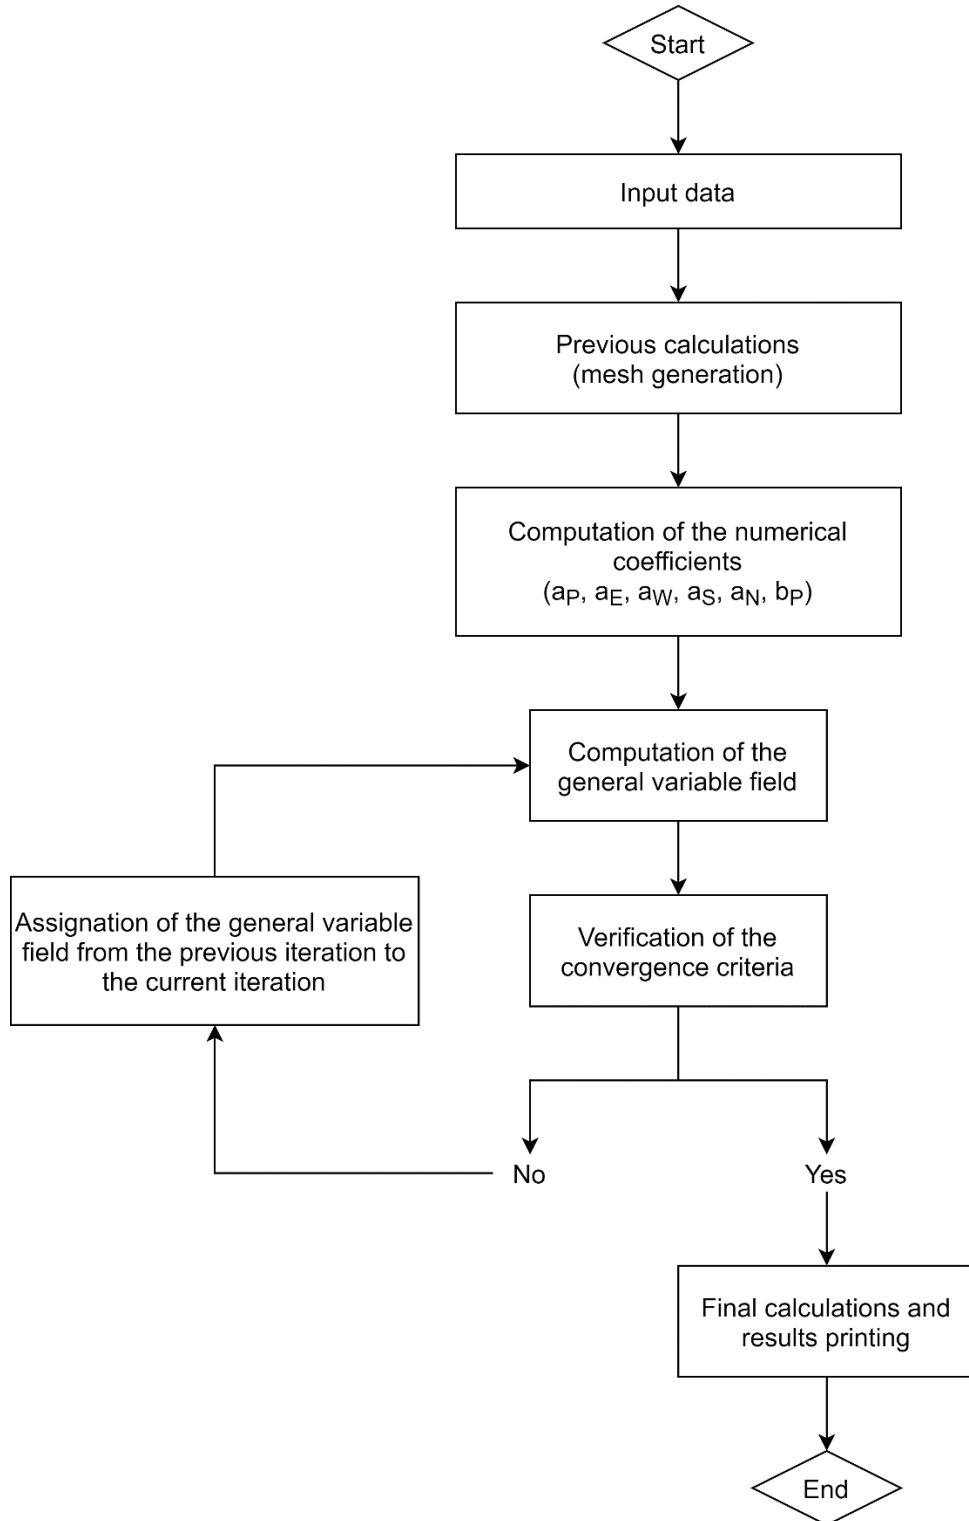 Start
Input data
Previous calculations
(mesh generation)
Computation of the numerical
coefficients
(aP, aE, aW, aS, aN, bP)
Computation of the
general variable field
Assignation of the general variable
field from the previous iteration to
the current iteration
Verification of the
convergence criteria
No
Yes
Final calculations and
results printing
End